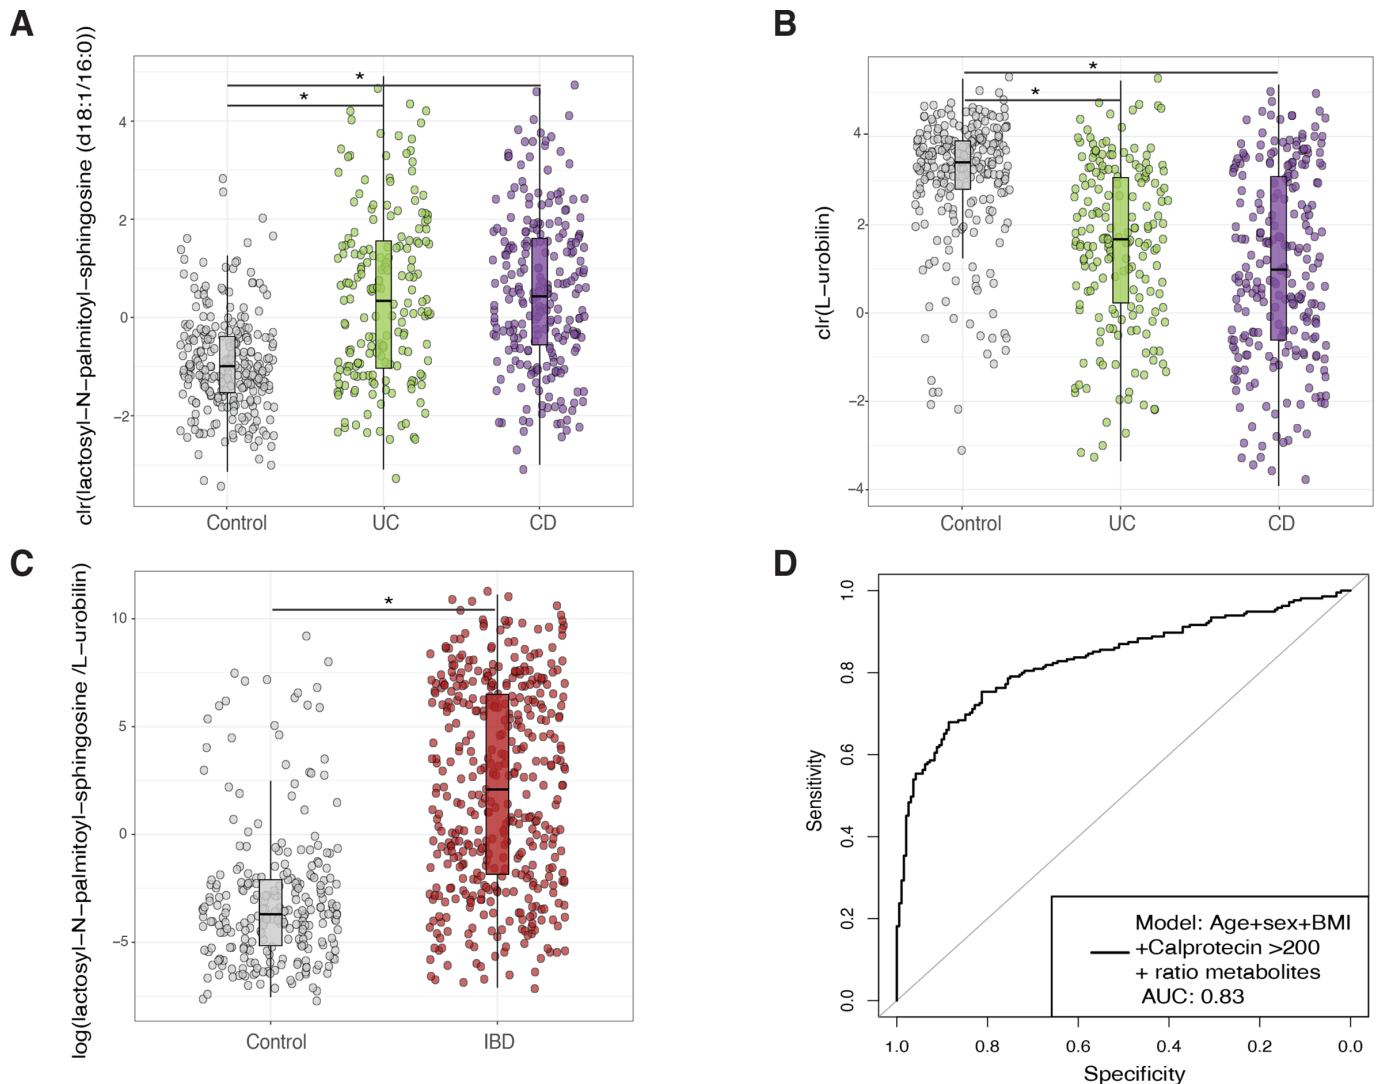 A
clr(lactosyl−N−palmitoyl−sphingosine (d18:1/16:0))
4
2
0
−2
*
*
Control
UC
CD
B
clr(L−urobilin)
4
2
0
−2
−4
*
*
Control
UC
CD
C
log(lactosyl−N−palmitoyl−sphingosine /L−urobilin)
10
5
0
−5
*
Control
IBD
D
Sensitivity
1.0
0.8
0.6
0.4
0.2
0.0
Model: Age+sex+BMI
+Calprotecin >200
+ ratio metabolites
AUC: 0.83
1.0
0.8
0.6
0.4
0.2
0.0
Specificity